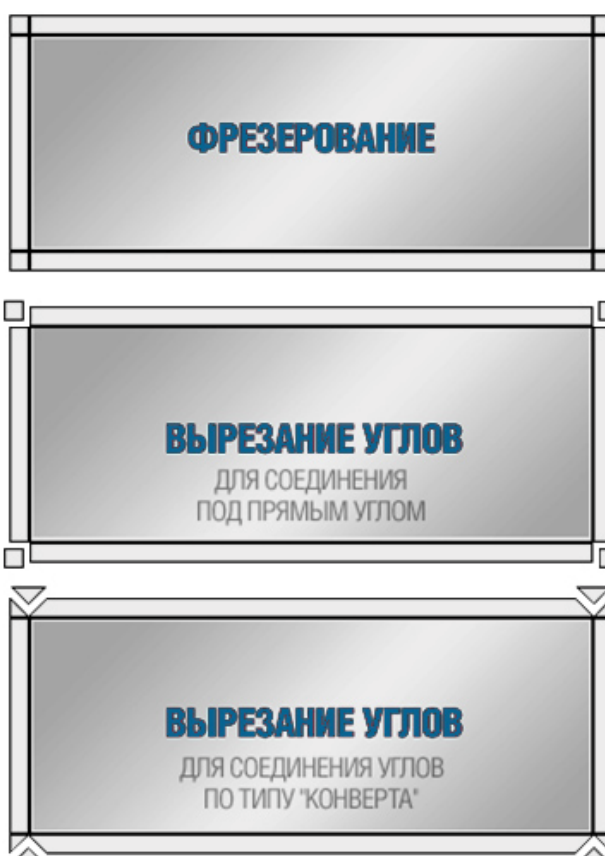 ФРЕЗЕРОВАНИЕ
ВЫРЕЗАНИЕ УГЛОВ
ДЛЯ СОЕДИНЕНИЯ
ПОД ПРЯМЫМ УГЛОМ
ВЫРЕЗАНИЕ УГЛОВ
ДЛЯ СОЕДИНЕНИЯ УГЛОВ
ПО ТИПУ "КОНВЕРТА"